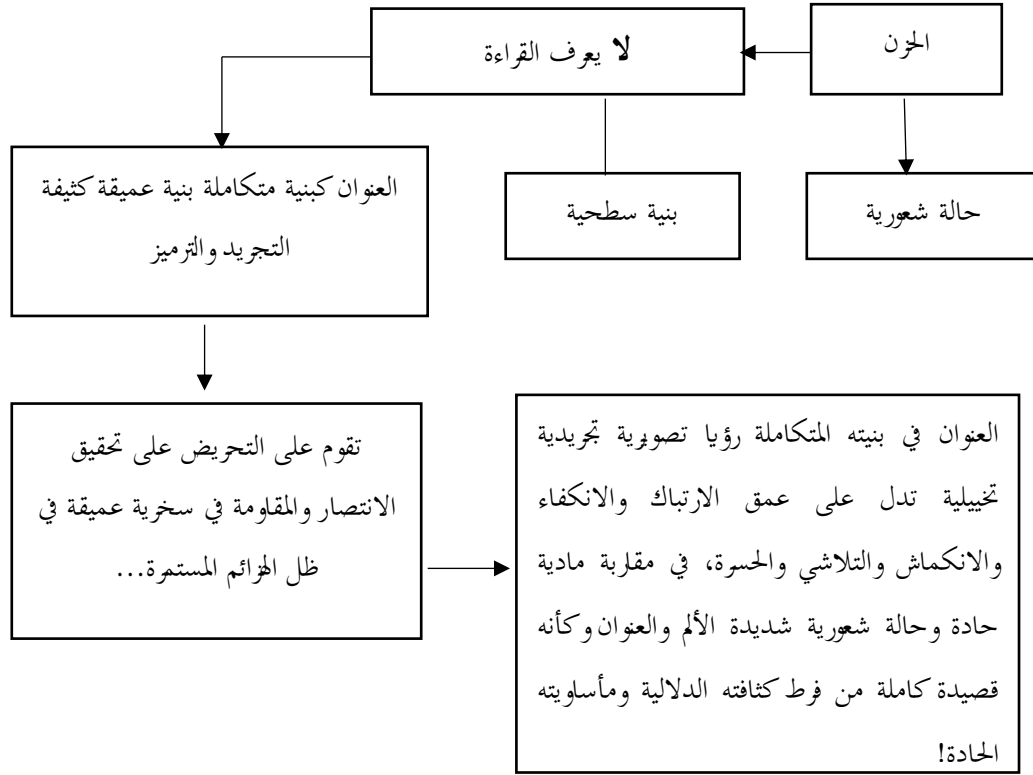 الحزن
لا يعرف القراءة
حالة شعورية
بنية سطحية
العنوان كبنية متكاملة بنية عميقة كثيفة
التجريد والترميز
تقوم على التحريض على تحقيق
الانتصار والمقاومة في سخرية عميقة في
ظل الهزائم المستمرة...
العنوان في بنيته المتكاملة رؤيا تصويرية تجريدية
تخييلية تدل على عمق الارتباك والانكفاء
والانكماش والتلاشي والحسرة، في مقاربة مادية
حادة وحالة شعورية شديدة الألم والعنوان وكأنه
قصيدة كاملة من فرط كثافته الدلالية ومأساويته
الحادة!